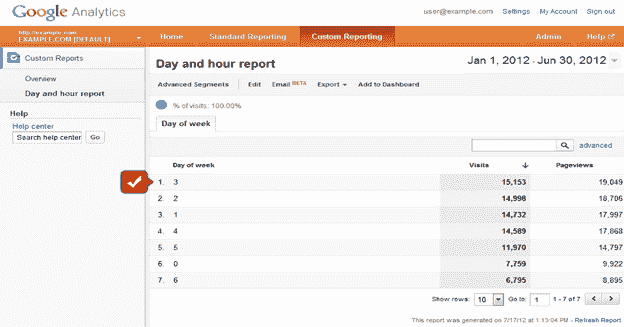 Google Analytics
user@example.com Settings My Account Sign out
http://example.com
EXAMPLE.COM [DEFAULT]
Home Standard Reporting Custom Reporting Admin Help
Custom Reports
Overview
Day and hour report
Help
Help center
Search help center Go
Day and hour report
Jan 1, 2012 - Jun 30, 2012
Advanced Segments Edit Email BETA Export Add to Dashboard
% of visits: 100.00%
Day of week
advanced
Day of week Visits Pageviews
1. 3 15,153 19,049
2. 2 14,998 18,706
3. 1 14,732 17,997
4. 4 14,589 17,868
5. 5 11,970 14,797
6. 0 7,759 9,922
7. 6 6,795 8,895
Show rows: 10 Go to: 1 1 - 7 of 7
This report was generated on 7/17/12 at 1:13:04 PM - Refresh Report